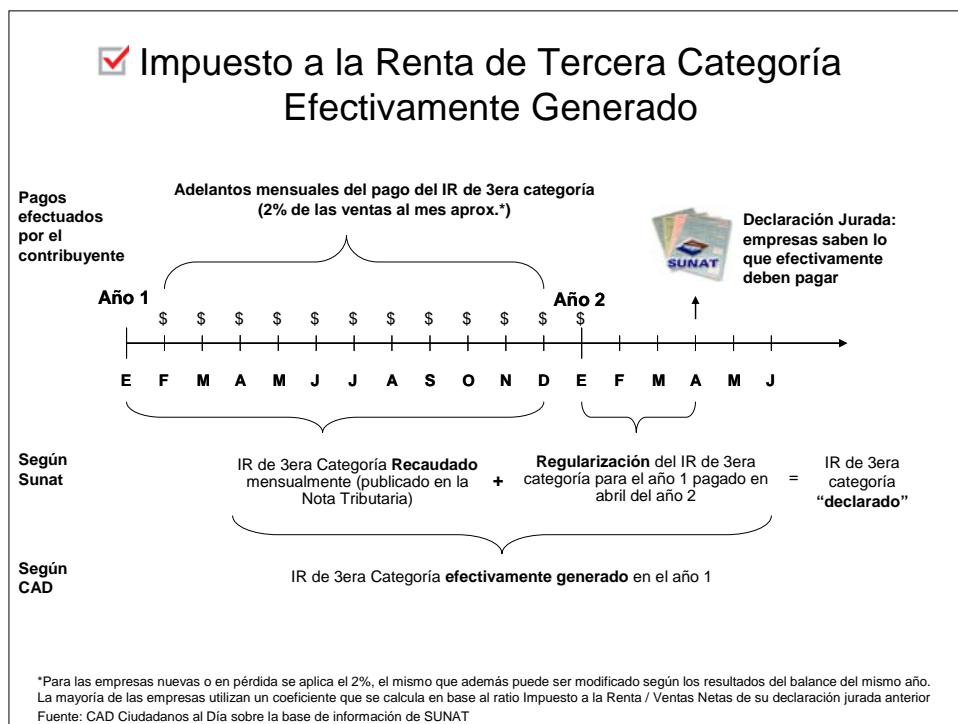 Impuesto a la Renta de Tercera Categoría
Efectivamente Generado
Pagos
efectuados
por el
contribuyente
Adelantos mensuales del pago del IR de 3era categoría
(2% de las ventas al mes aprox.*)
SUNAT
Declaración Jurada:
empresas saben lo
que efectivamente
deben pagar
Año 1
Año 2
$ $ $ $ $ $ $ $ $ $ $ $
E F M A M J J A S O N D E F M A M J
Según
Sunat
IR de 3era Categoría Recaudado
mensualmente (publicado en la
Nota Tributaria)
+
Regularización del IR de 3era
categoría para el año 1 pagado en
abril del año 2
=
IR de 3era
categoría
“declarado”
Según
CAD
IR de 3era Categoría efectivamente generado en el año 1
*Para las empresas nuevas o en pérdida se aplica el 2%, el mismo que además puede ser modificado según los resultados del balance del mismo año.
La mayoría de las empresas utilizan un coeficiente que se calcula en base al ratio Impuesto a la Renta / Ventas Netas de su declaración jurada anterior
Fuente: CAD Ciudadanos al Día sobre la base de información de SUNAT